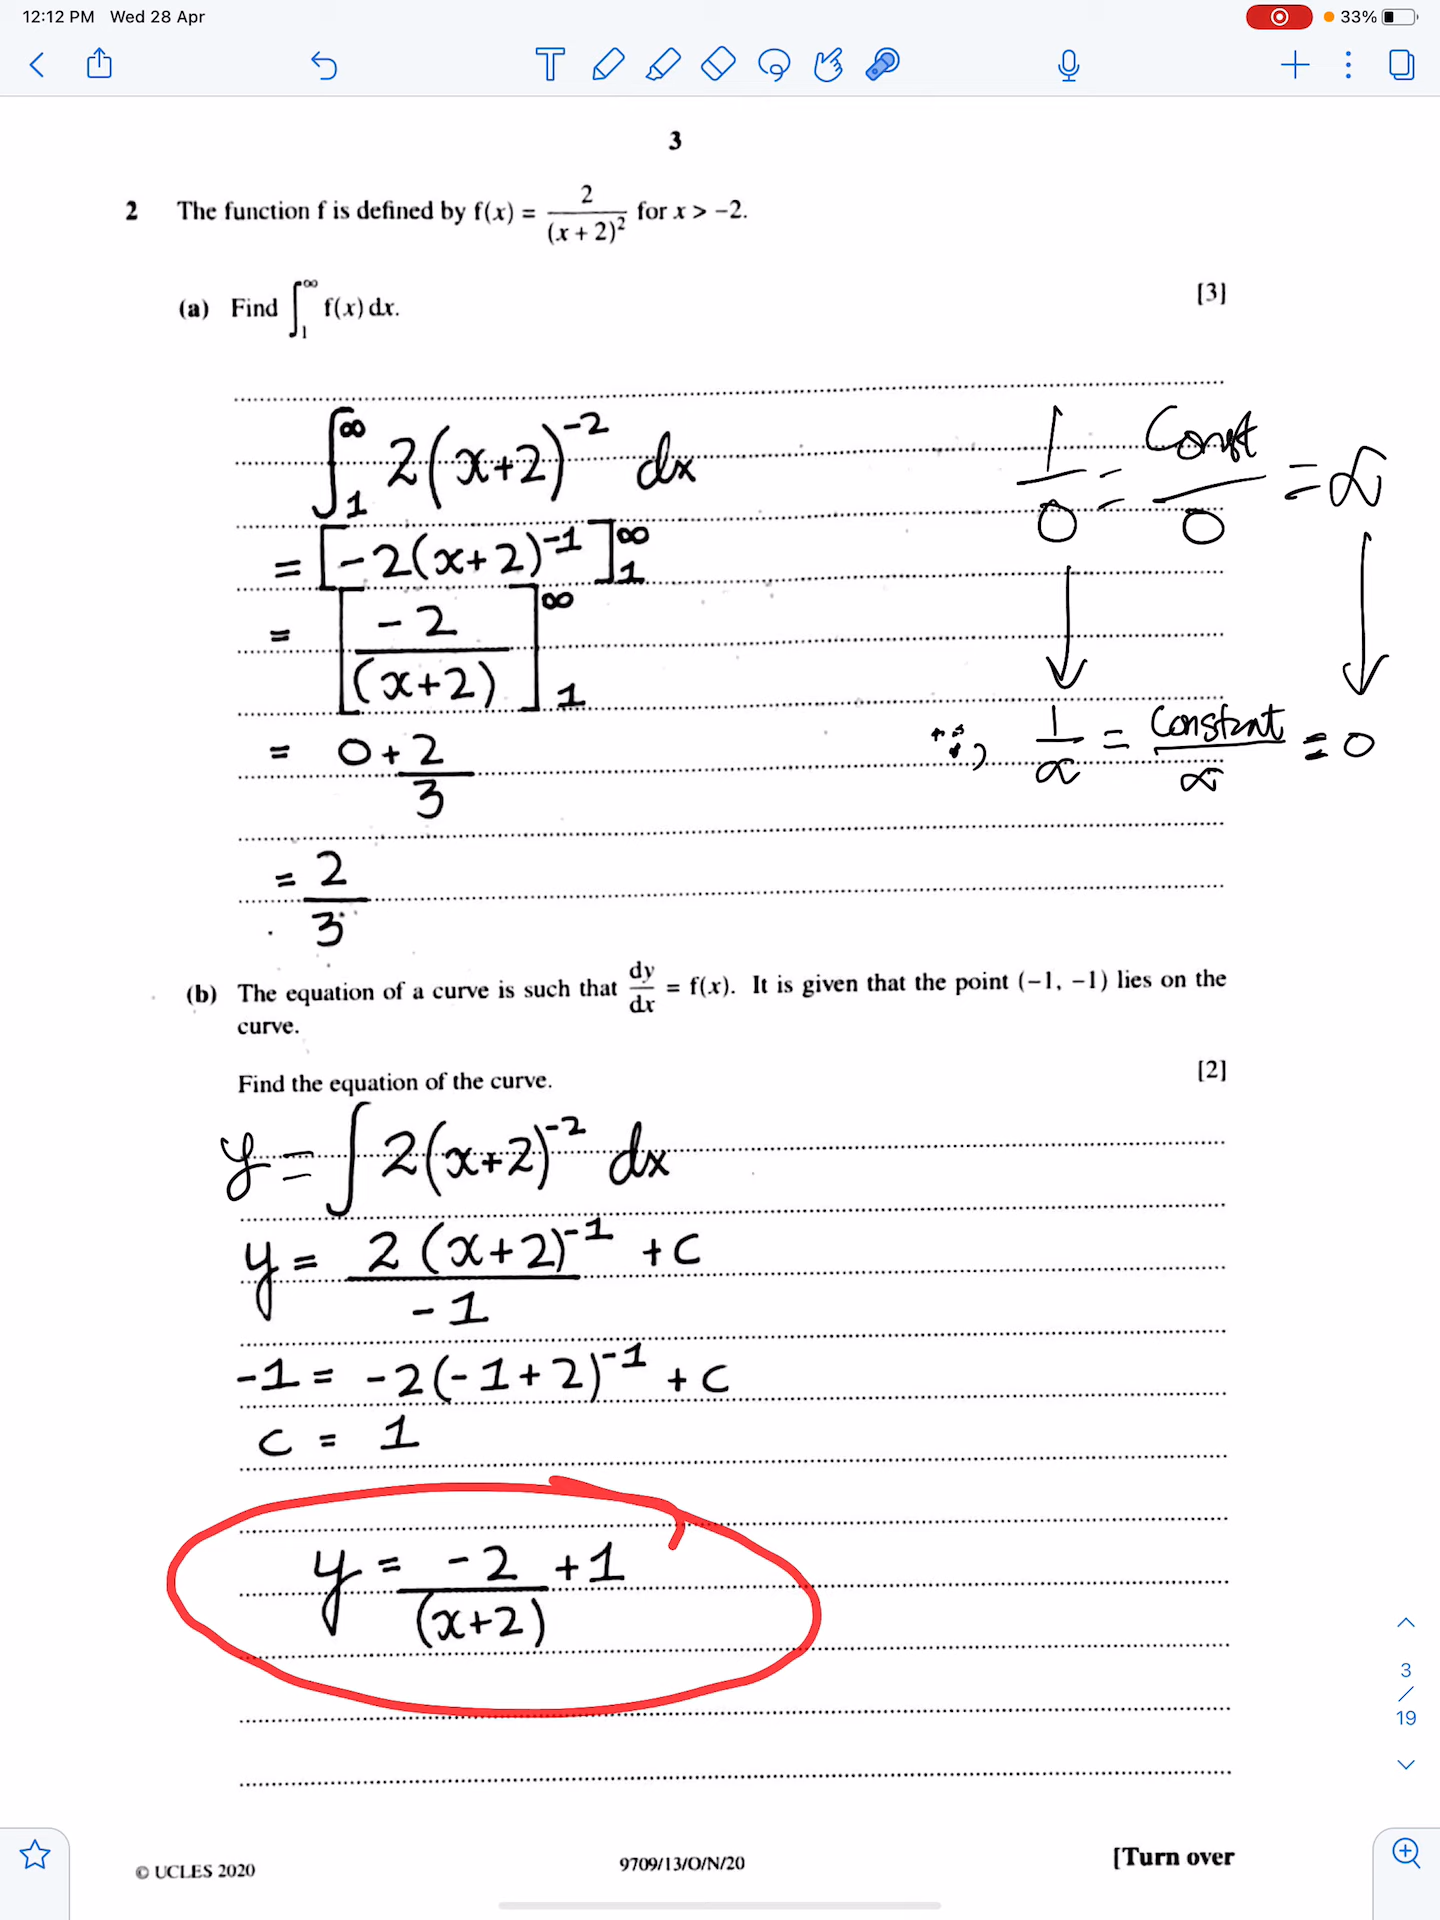 12:12 PM Wed 28 Apr
33%
3
2 The function f is defined by f(x) = 2/(x + 2)² for x > −2.
(a) Find ∫₁^∞ f(x) dx. [3]
∫₁^∞ 2(x+2)⁻² dx
1/0 = Const/0 = ∞
= [-2(x+2)⁻¹]₁^∞
= [-2/(x+2)]₁^∞
= 0 + 2/3
∴, 1/∞ = Constant/∞ = 0
= 2/3
(b) The equation of a curve is such that dy/dx = f(x). It is given that the point (−1, −1) lies on the
curve.
Find the equation of the curve. [2]
y = ∫ 2(x+2)⁻² dx
y = 2(x+2)⁻¹/-1 + c
-1 = -2(-1+2)⁻¹ + c
c = 1
y = -2/(x+2) + 1
3
/
19
© UCLES 2020
9709/13/O/N/20
[Turn over